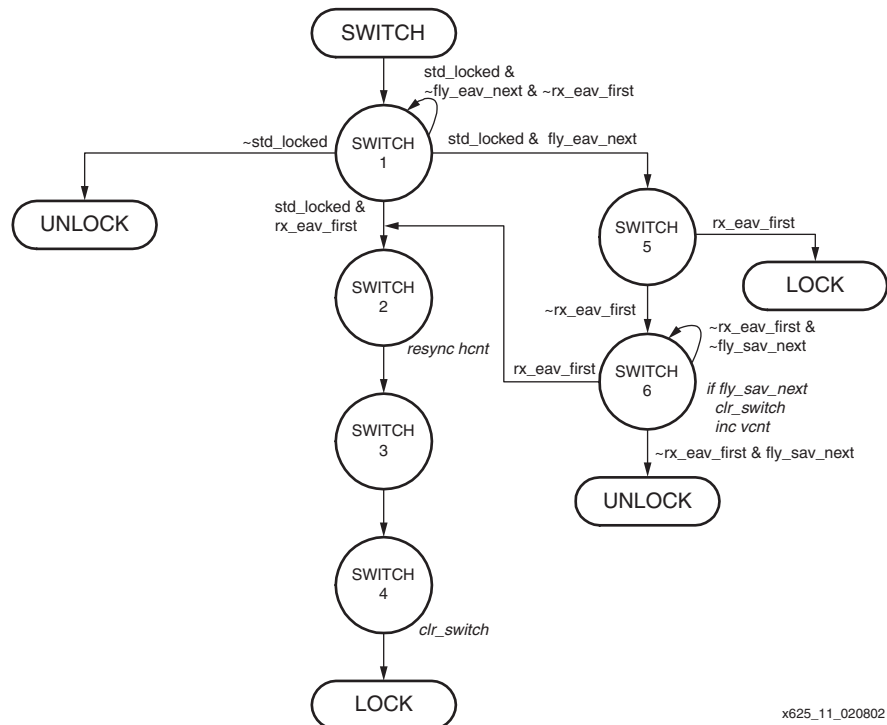 SWITCH
std_locked &
~fly_eav_next & ~rx_eav_first
~std_locked
SWITCH
1
std_locked & fly_eav_next
UNLOCK
std_locked &
rx_eav_first
SWITCH
5
rx_eav_first
LOCK
SWITCH
2
resync hcnt
~rx_eav_first
~rx_eav_first &
~fly_sav_next
rx_eav_first
SWITCH
6
if fly_sav_next
clr_switch
inc vcnt
SWITCH
3
~rx_eav_first & fly_sav_next
UNLOCK
SWITCH
4
clr_switch
LOCK
x625_11_020802